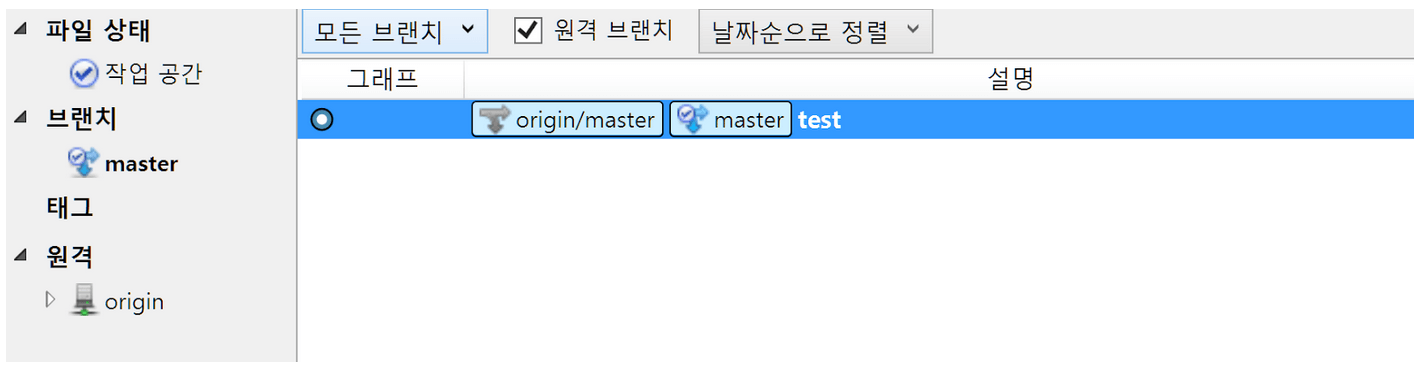 파일 상태
작업 공간
브랜치
master
태그
원격
origin
모든 브랜치 원격 브랜치 날짜순으로 정렬
그래프 설명
origin/master master test